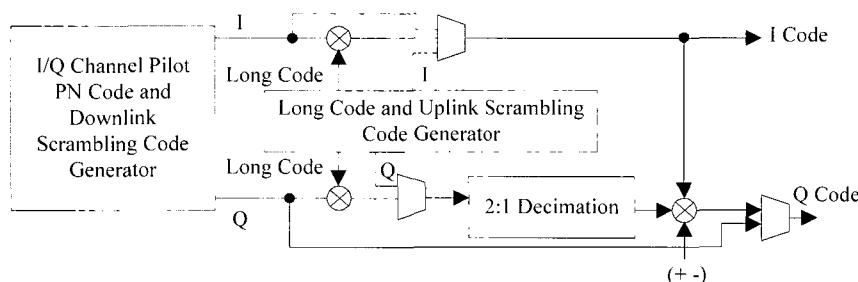 I
I Code
I/Q Channel Pilot
PN Code and
Downlink
Scrambling Code
Generator
Long Code
I
Long Code and Uplink Scrambling
Code Generator
Long Code
Q
Q
2:1 Decimation
Q Code
(+ -)